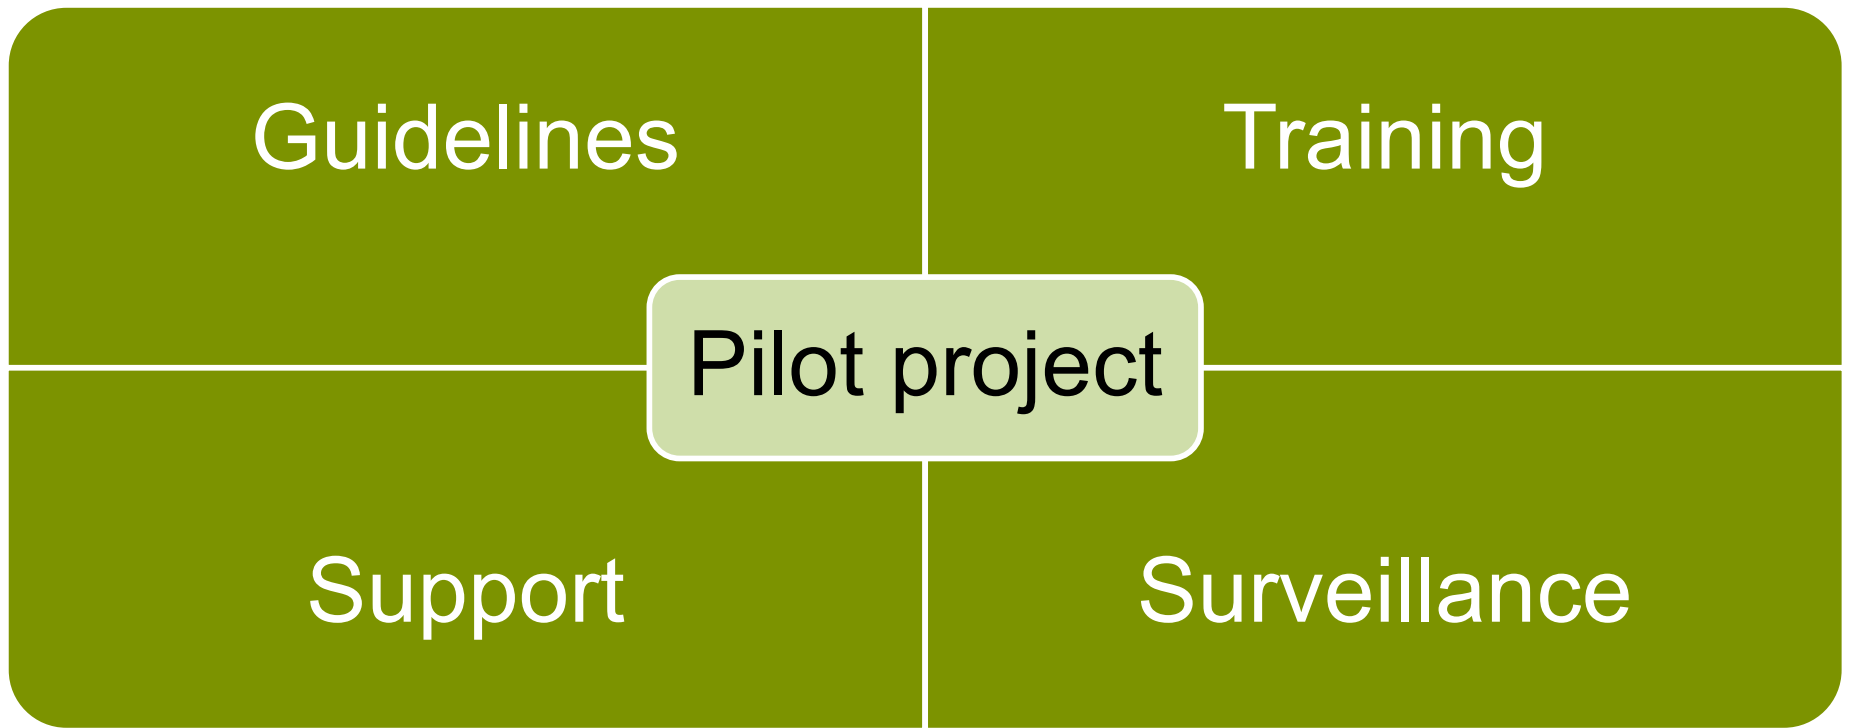 Guidelines
Training
Pilot project
Support
Surveillance